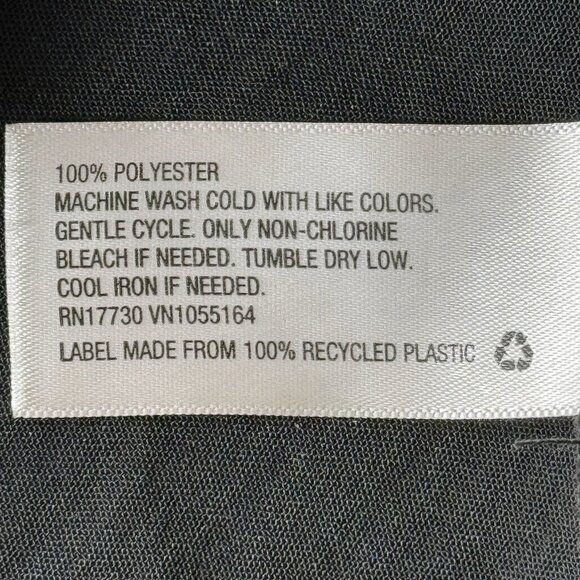 100% POLYESTER
MACHINE WASH COLD WITH LIKE COLORS.
GENTLE CYCLE. ONLY NON-CHLORINE
BLEACH IF NEEDED. TUMBLE DRY LOW.
COOL IRON IF NEEDED.
RN17730 VN1055164
LABEL MADE FROM 100% RECYCLED PLASTIC